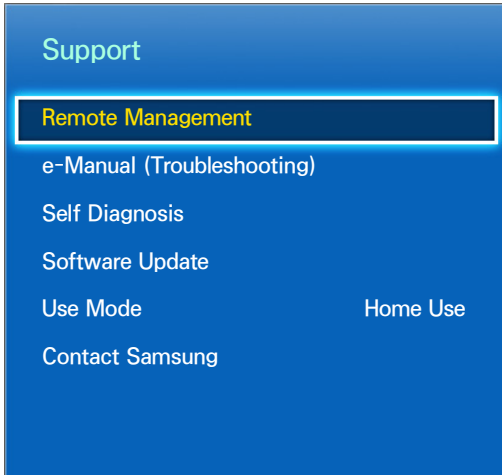 Support
Remote Management
e-Manual (Troubleshooting)
Self Diagnosis
Software Update
Use Mode Home Use
Contact Samsung